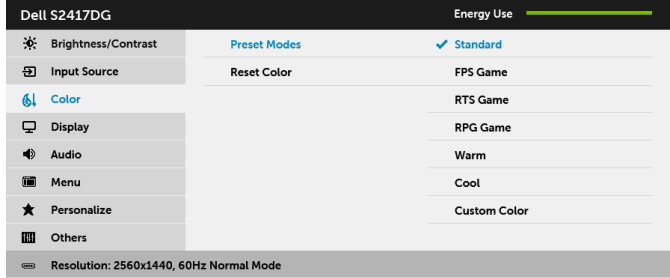 Dell S2417DG Energy Use
Brightness/Contrast Preset Modes Standard
Input Source Reset Color FPS Game
Color RTS Game
Display RPG Game
Audio Warm
Menu Cool
Personalize Custom Color
Others
Resolution: 2560x1440, 60Hz Normal Mode